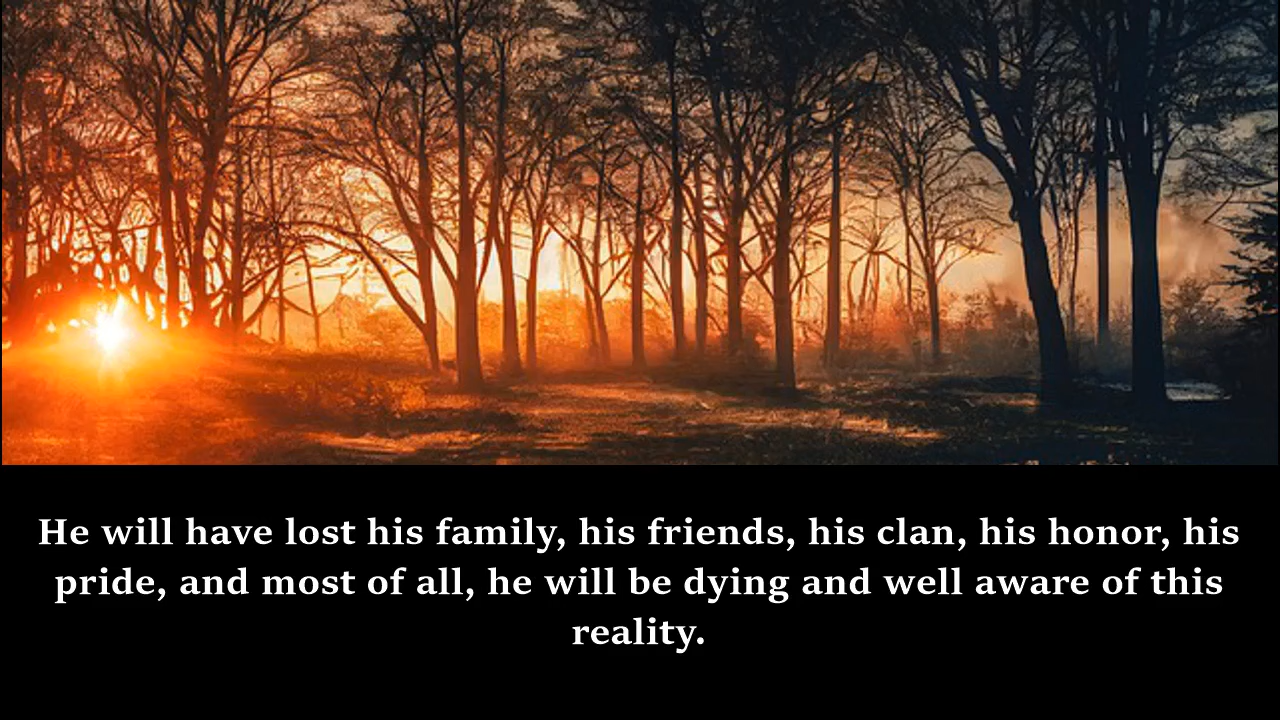 He will have lost his family, his friends, his clan, his honor, his
pride, and most of all, he will be dying and well aware of this
reality.